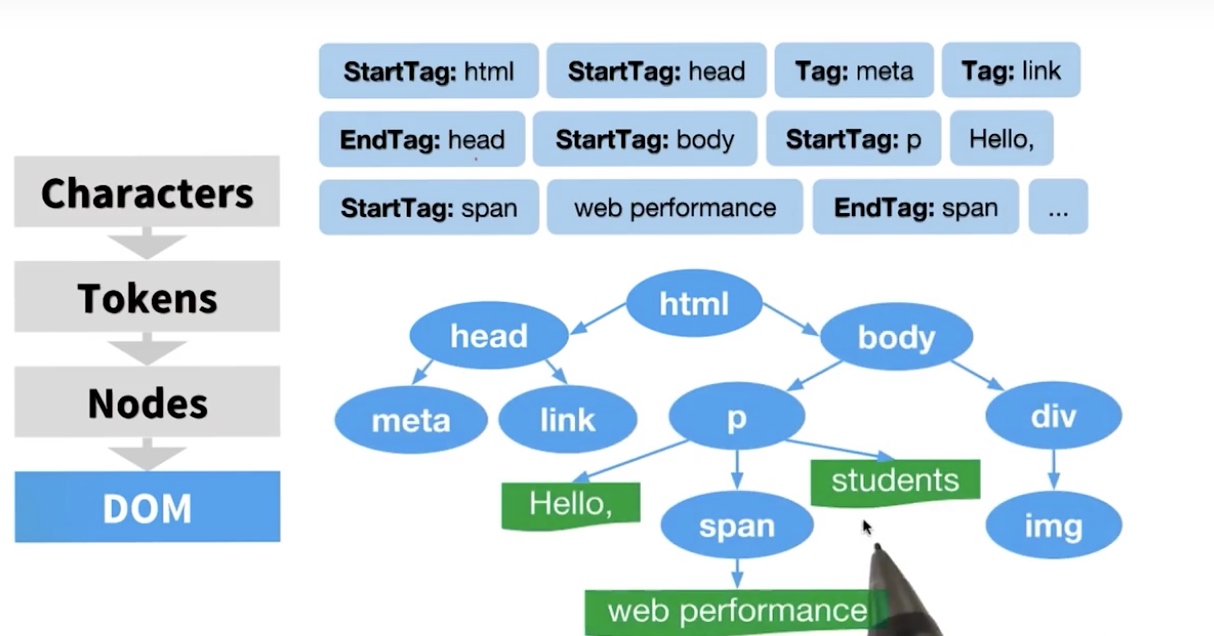 StartTag: html
StartTag: head
Tag: meta
Tag: link
EndTag: head
StartTag: body
StartTag: p
Hello,
StartTag: span
web performance
EndTag: span
...
Characters
Tokens
Nodes
DOM
html
head
body
meta
link
p
div
Hello,
span
students
img
web performance